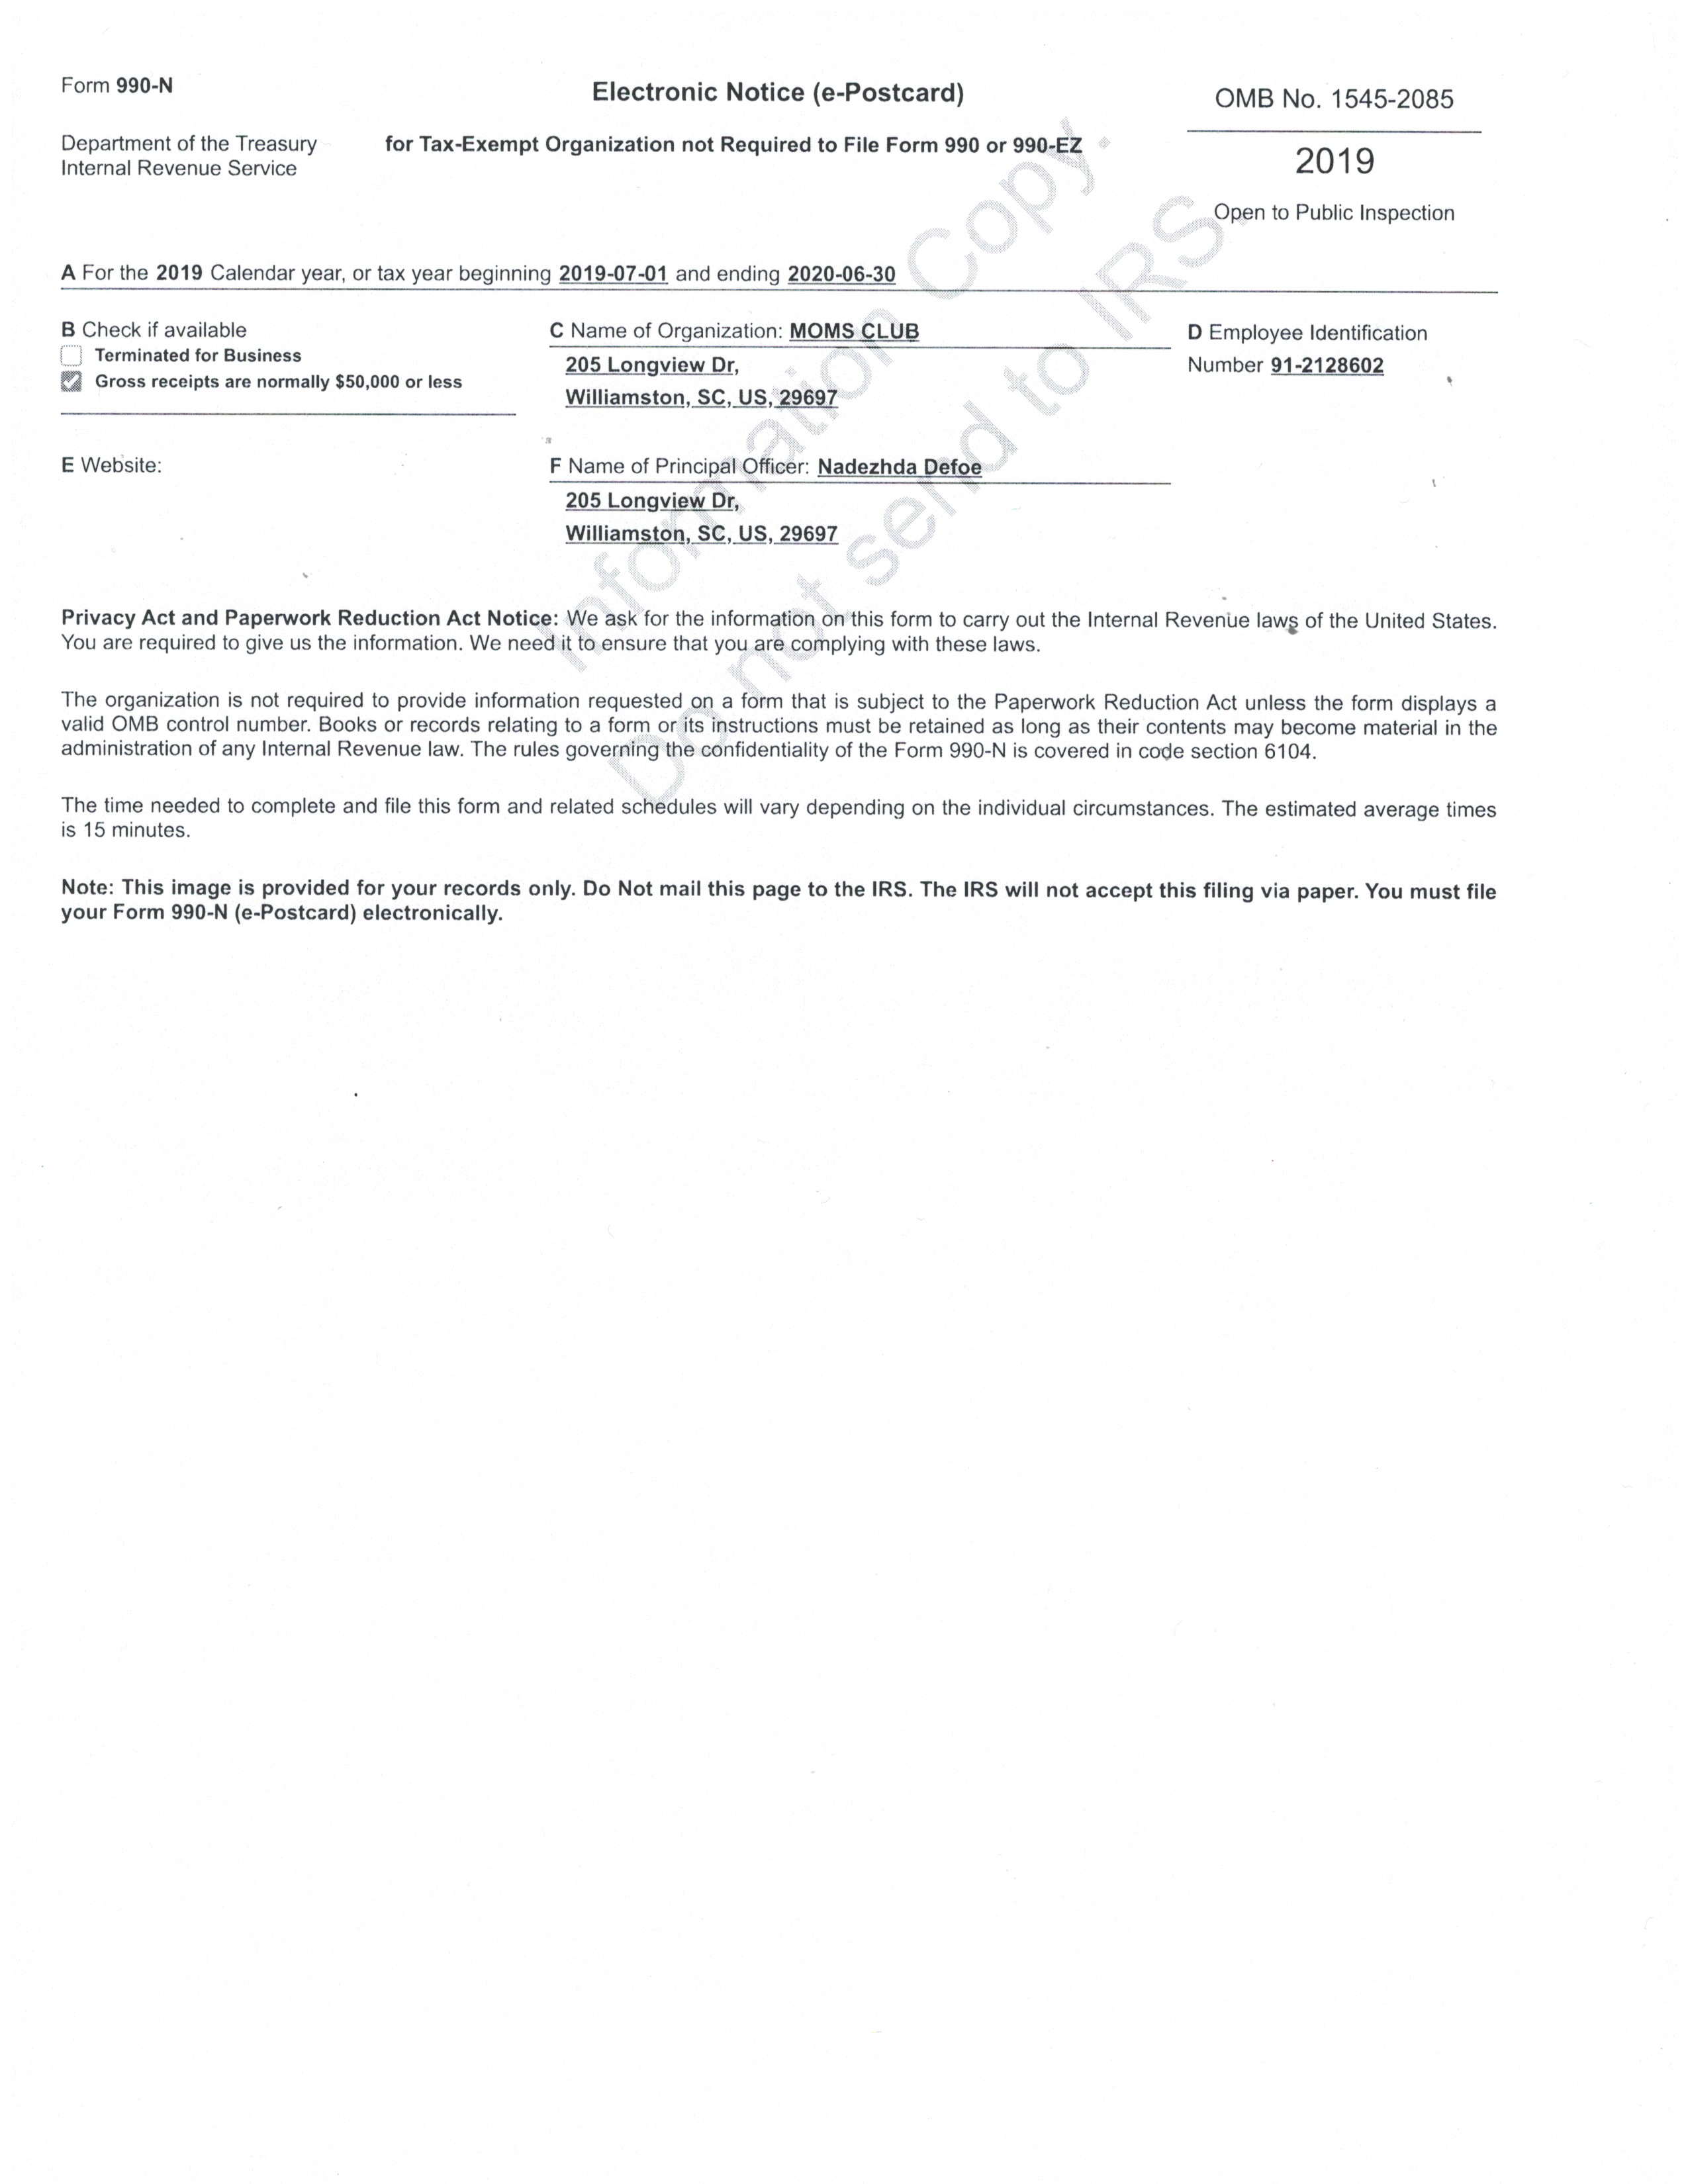 Form 990-N
Electronic Notice (e-Postcard)
OMB No. 1545-2085
Department of the Treasury
Internal Revenue Service
for Tax-Exempt Organization not Required to File Form 990 or 990-EZ
2019
Open to Public Inspection
A For the 2019 Calendar year, or tax year beginning 2019-07-01 and ending 2020-06-30
B Check if available
Terminated for Business
Gross receipts are normally $50,000 or less
C Name of Organization: MOMS CLUB
205 Longview Dr,
Williamston, SC, US, 29697
D Employee Identification
Number 91-2128602
E Website:
F Name of Principal Officer: Nadezhda Defoe
205 Longview Dr,
Williamston, SC, US, 29697
Privacy Act and Paperwork Reduction Act Notice: We ask for the information on this form to carry out the Internal Revenue laws of the United States.
You are required to give us the information. We need it to ensure that you are complying with these laws.
The organization is not required to provide information requested on a form that is subject to the Paperwork Reduction Act unless the form displays a
valid OMB control number. Books or records relating to a form or its instructions must be retained as long as their contents may become material in the
administration of any Internal Revenue law. The rules governing the confidentiality of the Form 990-N is covered in code section 6104.
The time needed to complete and file this form and related schedules will vary depending on the individual circumstances. The estimated average times
is 15 minutes.
Note: This image is provided for your records only. Do Not mail this page to the IRS. The IRS will not accept this filing via paper. You must file
your Form 990-N (e-Postcard) electronically.
Information Copy.
Do not send to IRS.